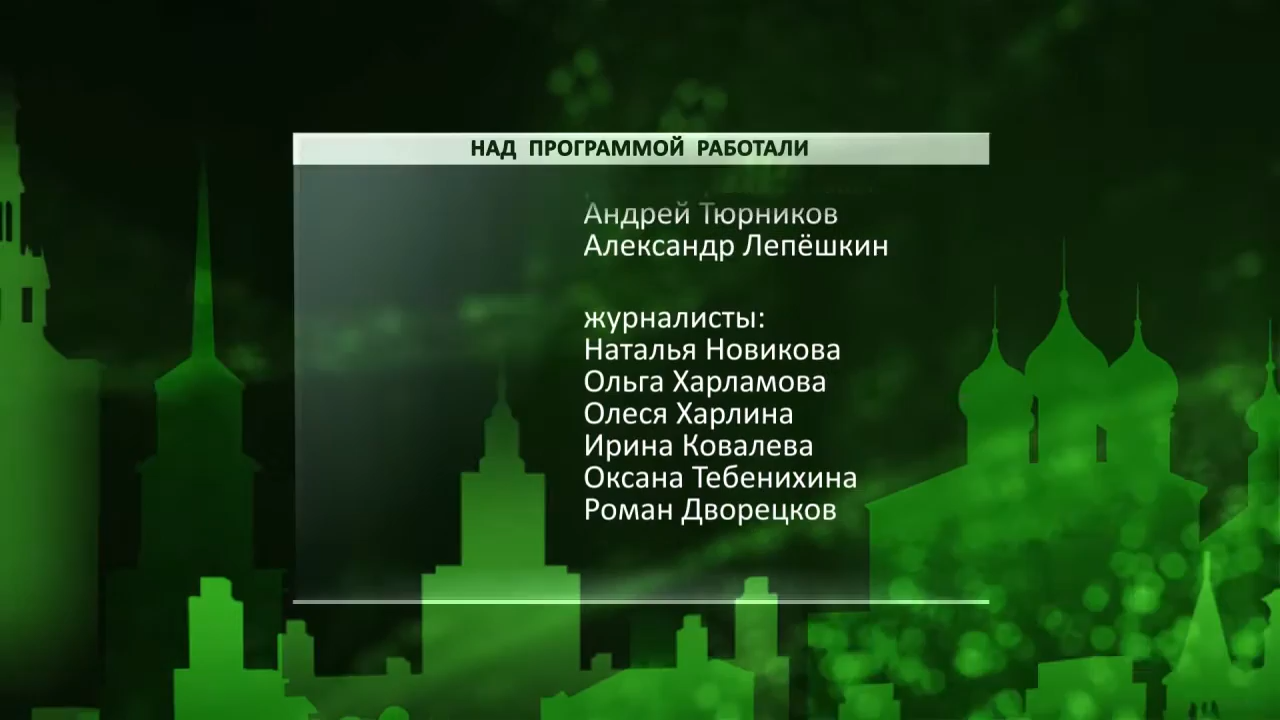 НАД ПРОГРАММОЙ РАБОТАЛИ
Андрей Тюрников
Александр Лепёшкин
журналисты:
Наталья Новикова
Ольга Харламова
Олеся Харлина
Ирина Ковалева
Оксана Тебенихина
Роман Дворецков